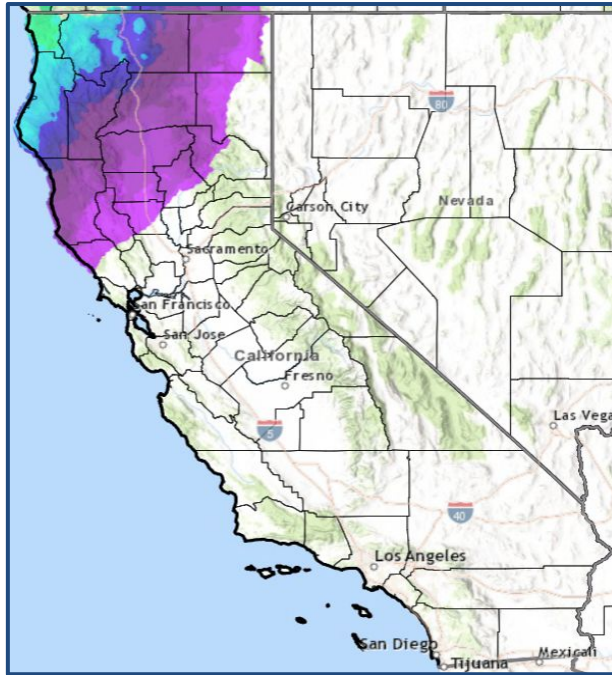 80
Nevada
Carson City
Sacramento
San Francisco
San Jose
California
Fresno
Las Vega
5
40
Los Angeles
San Diego
Mexicali
Tijuana